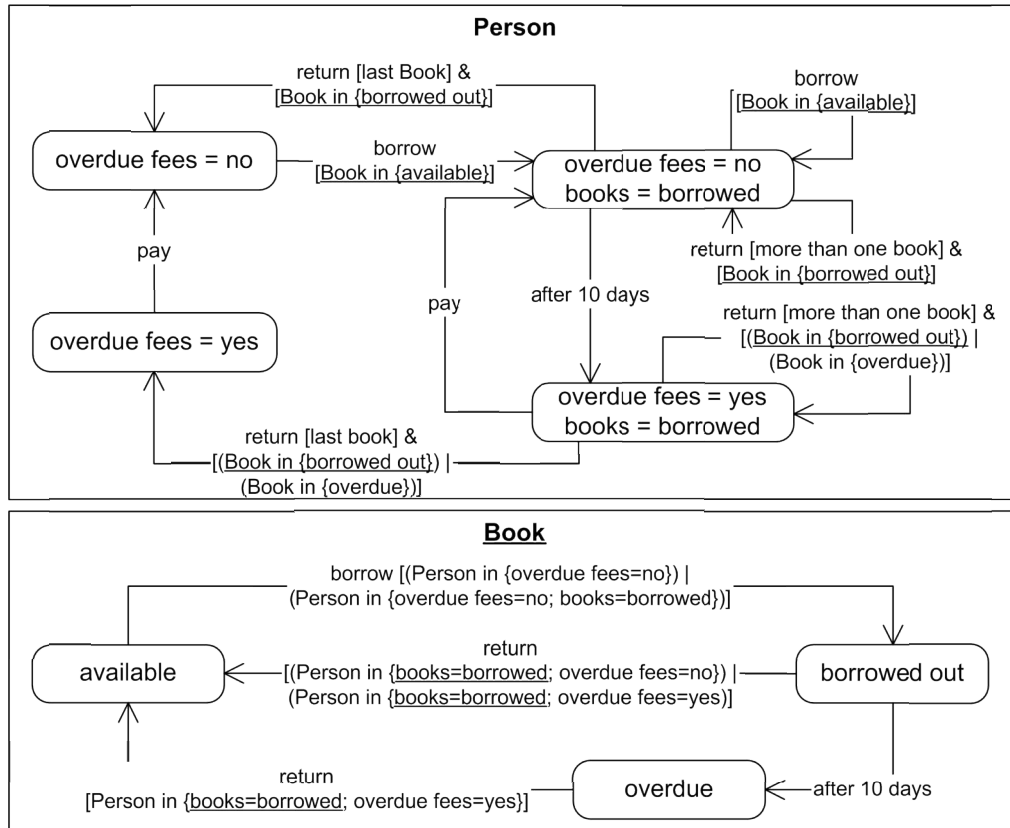 Person
return [last Book] &
[Book in {borrowed out}]
borrow
[Book in {available}]
overdue fees = no
borrow
[Book in {available}]
overdue fees = no
books = borrowed
return [more than one book] &
[Book in {borrowed out}]
pay
pay
after 10 days
return [more than one book] &
[(Book in {borrowed out}) |
(Book in {overdue})]
overdue fees = yes
overdue fees = yes
books = borrowed
return [last book] &
[(Book in {borrowed out}) |
(Book in {overdue})]
Book
borrow [(Person in {overdue fees=no}) |
(Person in {overdue fees=no; books=borrowed})]
available
return
[(Person in {books=borrowed; overdue fees=no}) |
(Person in {books=borrowed; overdue fees=yes)]
borrowed out
return
[Person in {books=borrowed; overdue fees=yes}]
overdue
after 10 days